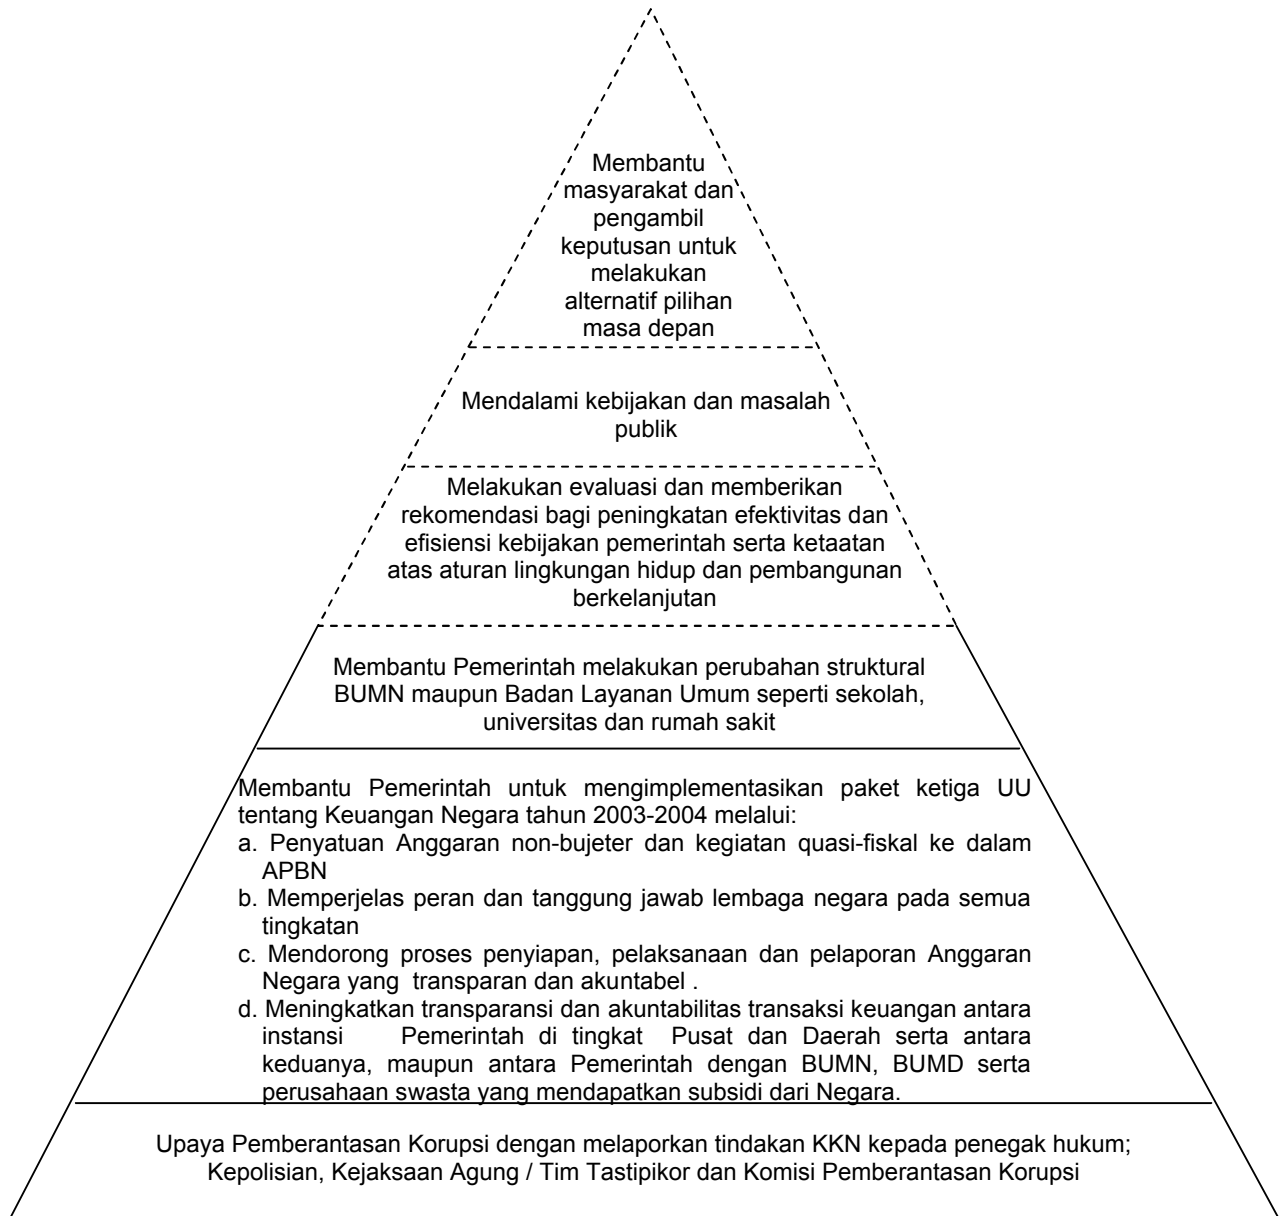 Membantu
masyarakat dan
pengambil
keputusan untuk
melakukan
alternatif pilihan
masa depan
Mendalami kebijakan dan masalah
publik
Melakukan evaluasi dan memberikan
rekomendasi bagi peningkatan efektivitas dan
efisiensi kebijakan pemerintah serta ketaatan
atas aturan lingkungan hidup dan pembangunan
berkelanjutan
Membantu Pemerintah melakukan perubahan struktural
BUMN maupun Badan Layanan Umum seperti sekolah,
universitas dan rumah sakit
Membantu Pemerintah untuk mengimplementasikan paket ketiga UU
tentang Keuangan Negara tahun 2003-2004 melalui:
a. Penyatuan Anggaran non-bujeter dan kegiatan quasi-fiskal ke dalam
APBN
b. Memperjelas peran dan tanggung jawab lembaga negara pada semua
tingkatan
c. Mendorong proses penyiapan, pelaksanaan dan pelaporan Anggaran
Negara yang transparan dan akuntabel .
d. Meningkatkan transparansi dan akuntabilitas transaksi keuangan antara
instansi Pemerintah di tingkat Pusat dan Daerah serta antara
keduanya, maupun antara Pemerintah dengan BUMN, BUMD serta
perusahaan swasta yang mendapatkan subsidi dari Negara.
Upaya Pemberantasan Korupsi dengan melaporkan tindakan KKN kepada penegak hukum;
Kepolisian, Kejaksaan Agung / Tim Tastipikor dan Komisi Pemberantasan Korupsi